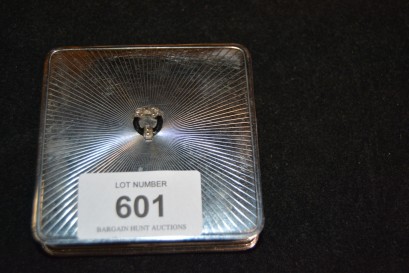 LOT NUMBER
601
BARGAIN HUNT AUCTIONS